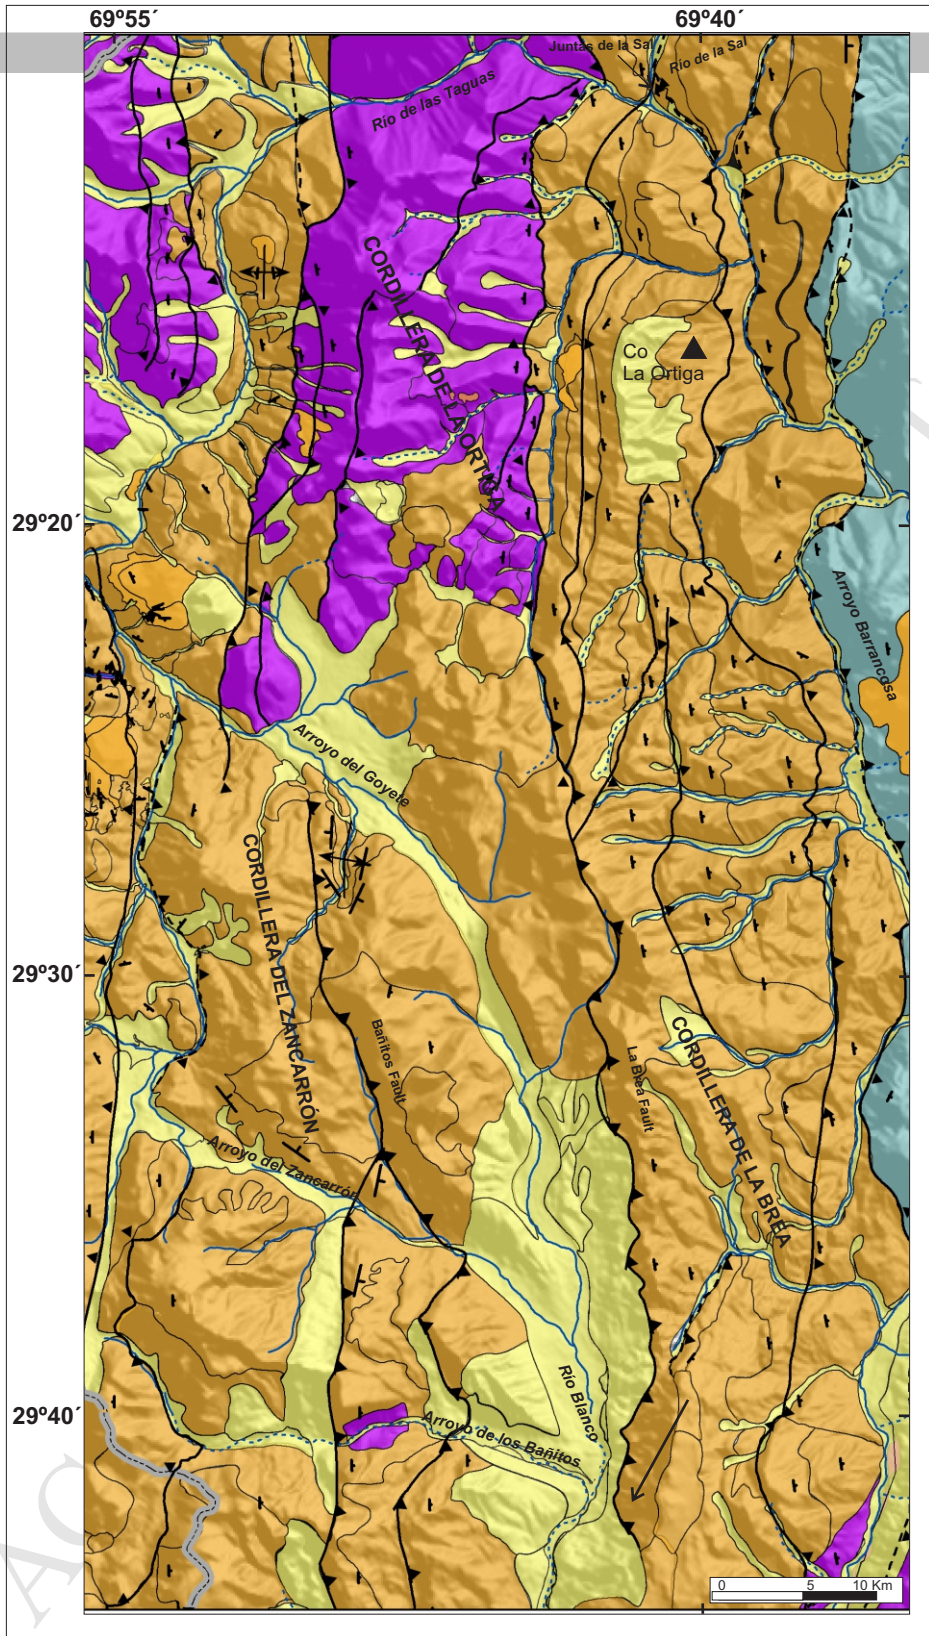 69º55´
69º40´
Juntas de la Sal
Río de la Sal
Río de las Taguas
CORDILLERA DE LA ORTIGA
Co
La Ortiga
29º20´
Arroyo Barrancosa
Arroyo del Goyete
CORDILLERA DEL ZANCARRÓN
29º30´
Bañitos Fault
La Brea Fault
CORDILLERA DE LA BREA
Arroyo del Zancarrón
Río Blanco
29º40´
Arroyo de los Bañitos
0 5 10 Km
AC